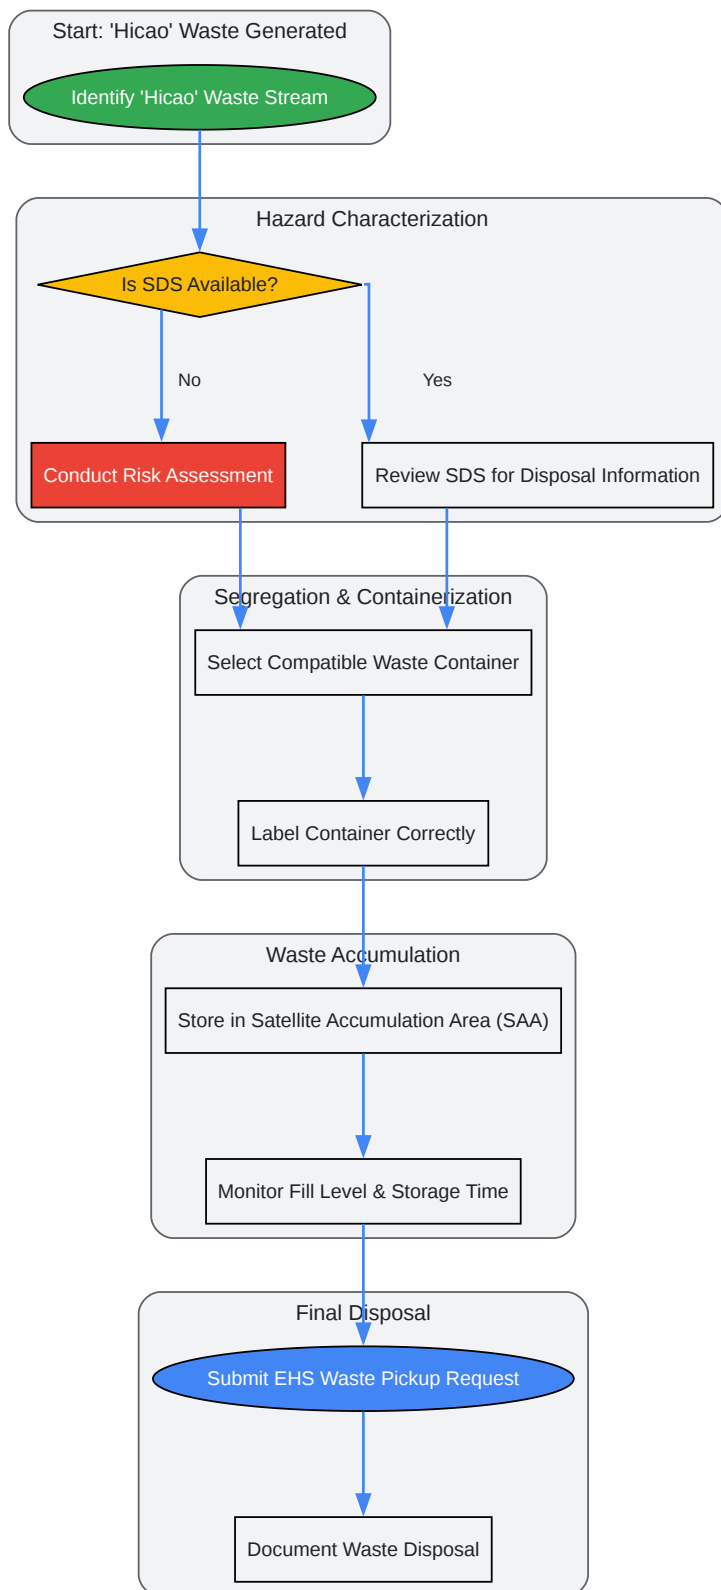 Start: 'Hicao' Waste Generated
Identify 'Hicao' Waste Stream
Hazard Characterization
Is SDS Available?
No
Yes
Conduct Risk Assessment
Review SDS for Disposal Information
Segregation & Containerization
Select Compatible Waste Container
Label Container Correctly
Waste Accumulation
Store in Satellite Accumulation Area (SAA)
Monitor Fill Level & Storage Time
Final Disposal
Submit EHS Waste Pickup Request
Document Waste Disposal